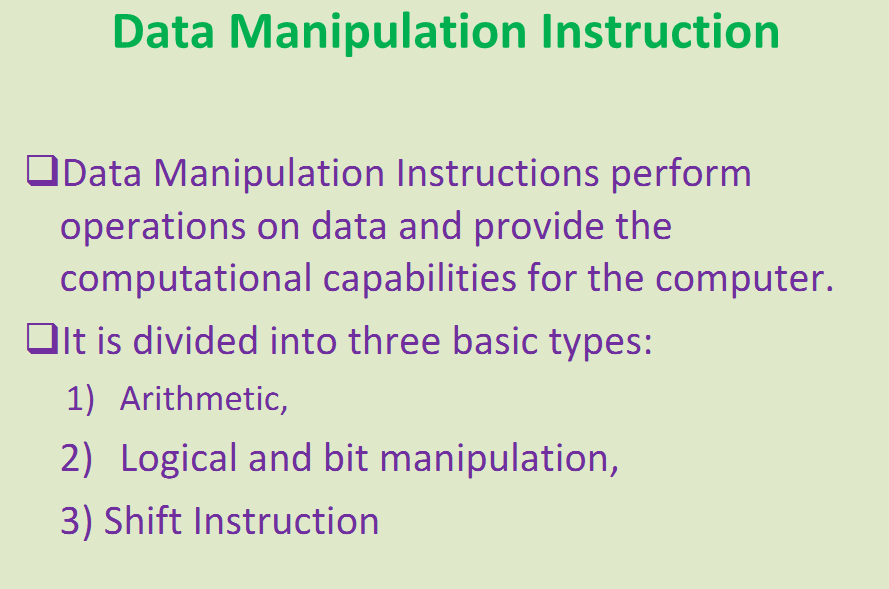 Data Manipulation Instruction
❑Data Manipulation Instructions perform
operations on data and provide the
computational capabilities for the computer.
❑It is divided into three basic types:
1) Arithmetic,
2) Logical and bit manipulation,
3) Shift Instruction